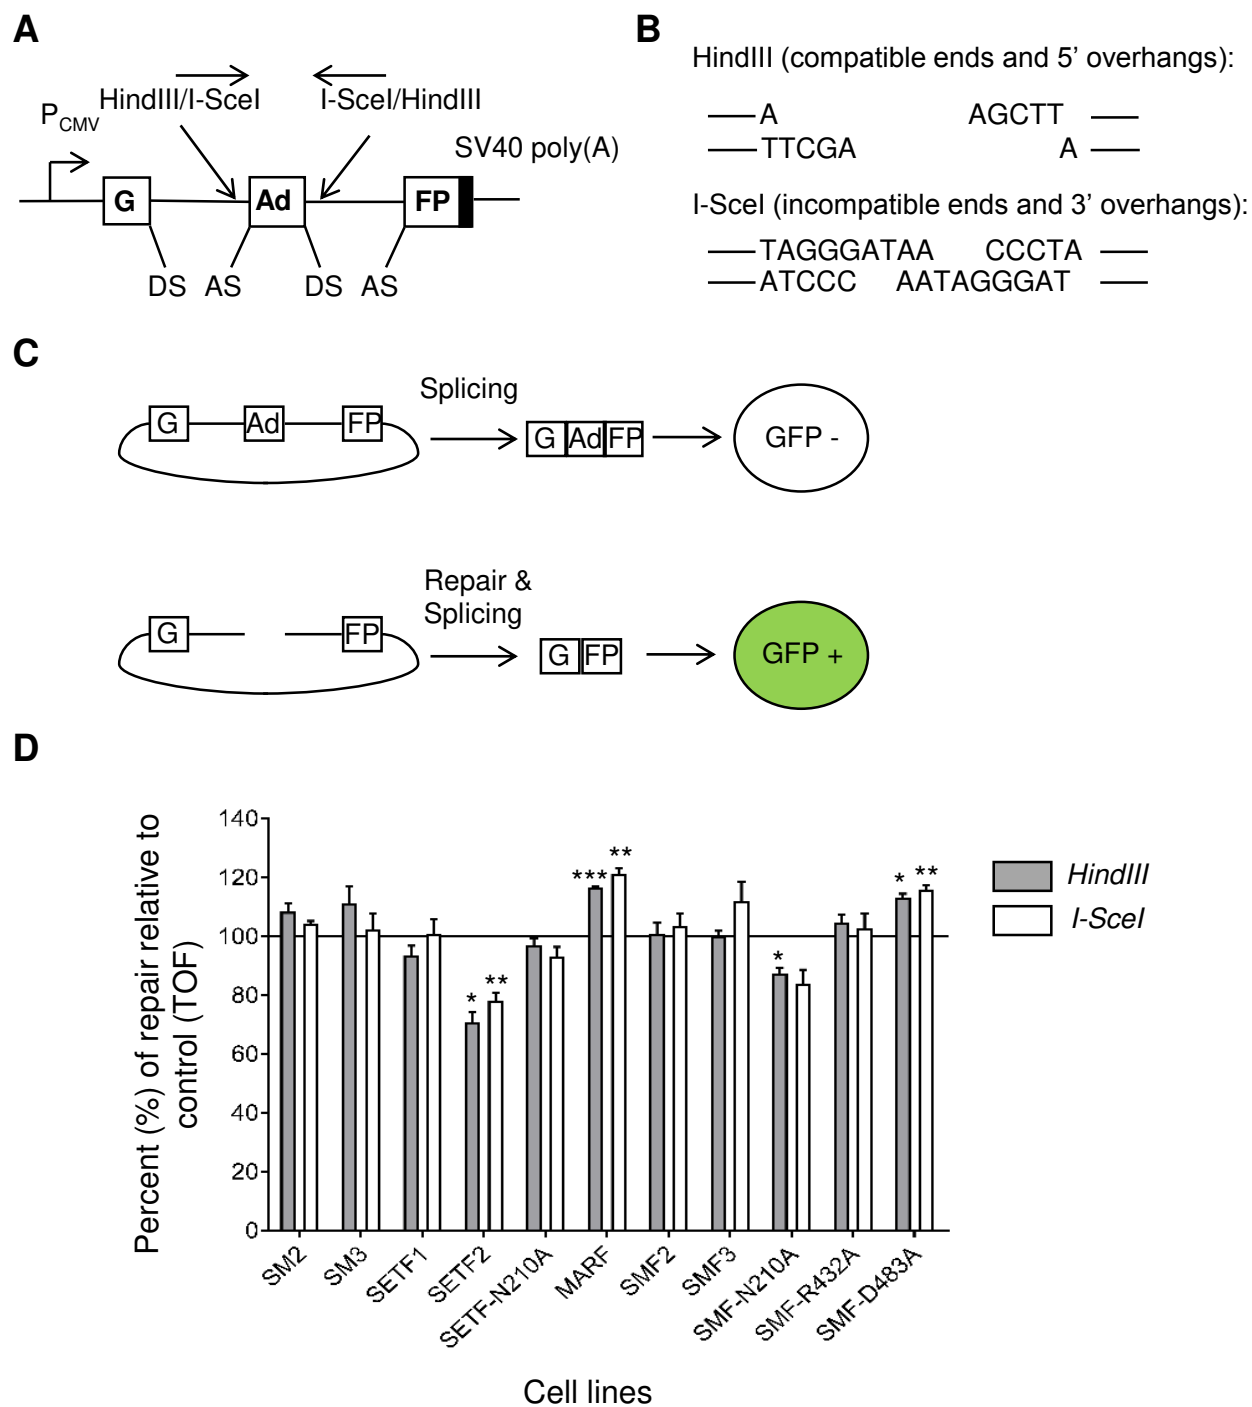 A
HindIII/I-SceI
I-SceI/HindIII
PCMV
SV40 poly(A)
G
Ad
FP
DS
AS
DS
AS
B
HindIII (compatible ends and 5’ overhangs):
A AGCTT
TTCGA A
I-SceI (incompatible ends and 3’ overhangs):
TAGGGATAA CCCTA
ATCCC AATAGGGAT
C
G
Ad
FP
Splicing
G Ad FP
GFP -
G
FP
Repair &
Splicing
G FP
GFP +
D
Percent (%) of repair relative to
control (TOF)
140
120
100
80
60
40
20
0
* ** *** ** * * **
HindIII
I-SceI
SM2
SM3
SETF1
SETF2
SETF-N210A
MARF
SMF2
SMF3
SMF-N210A
SMF-R432A
SMF-D483A
Cell lines